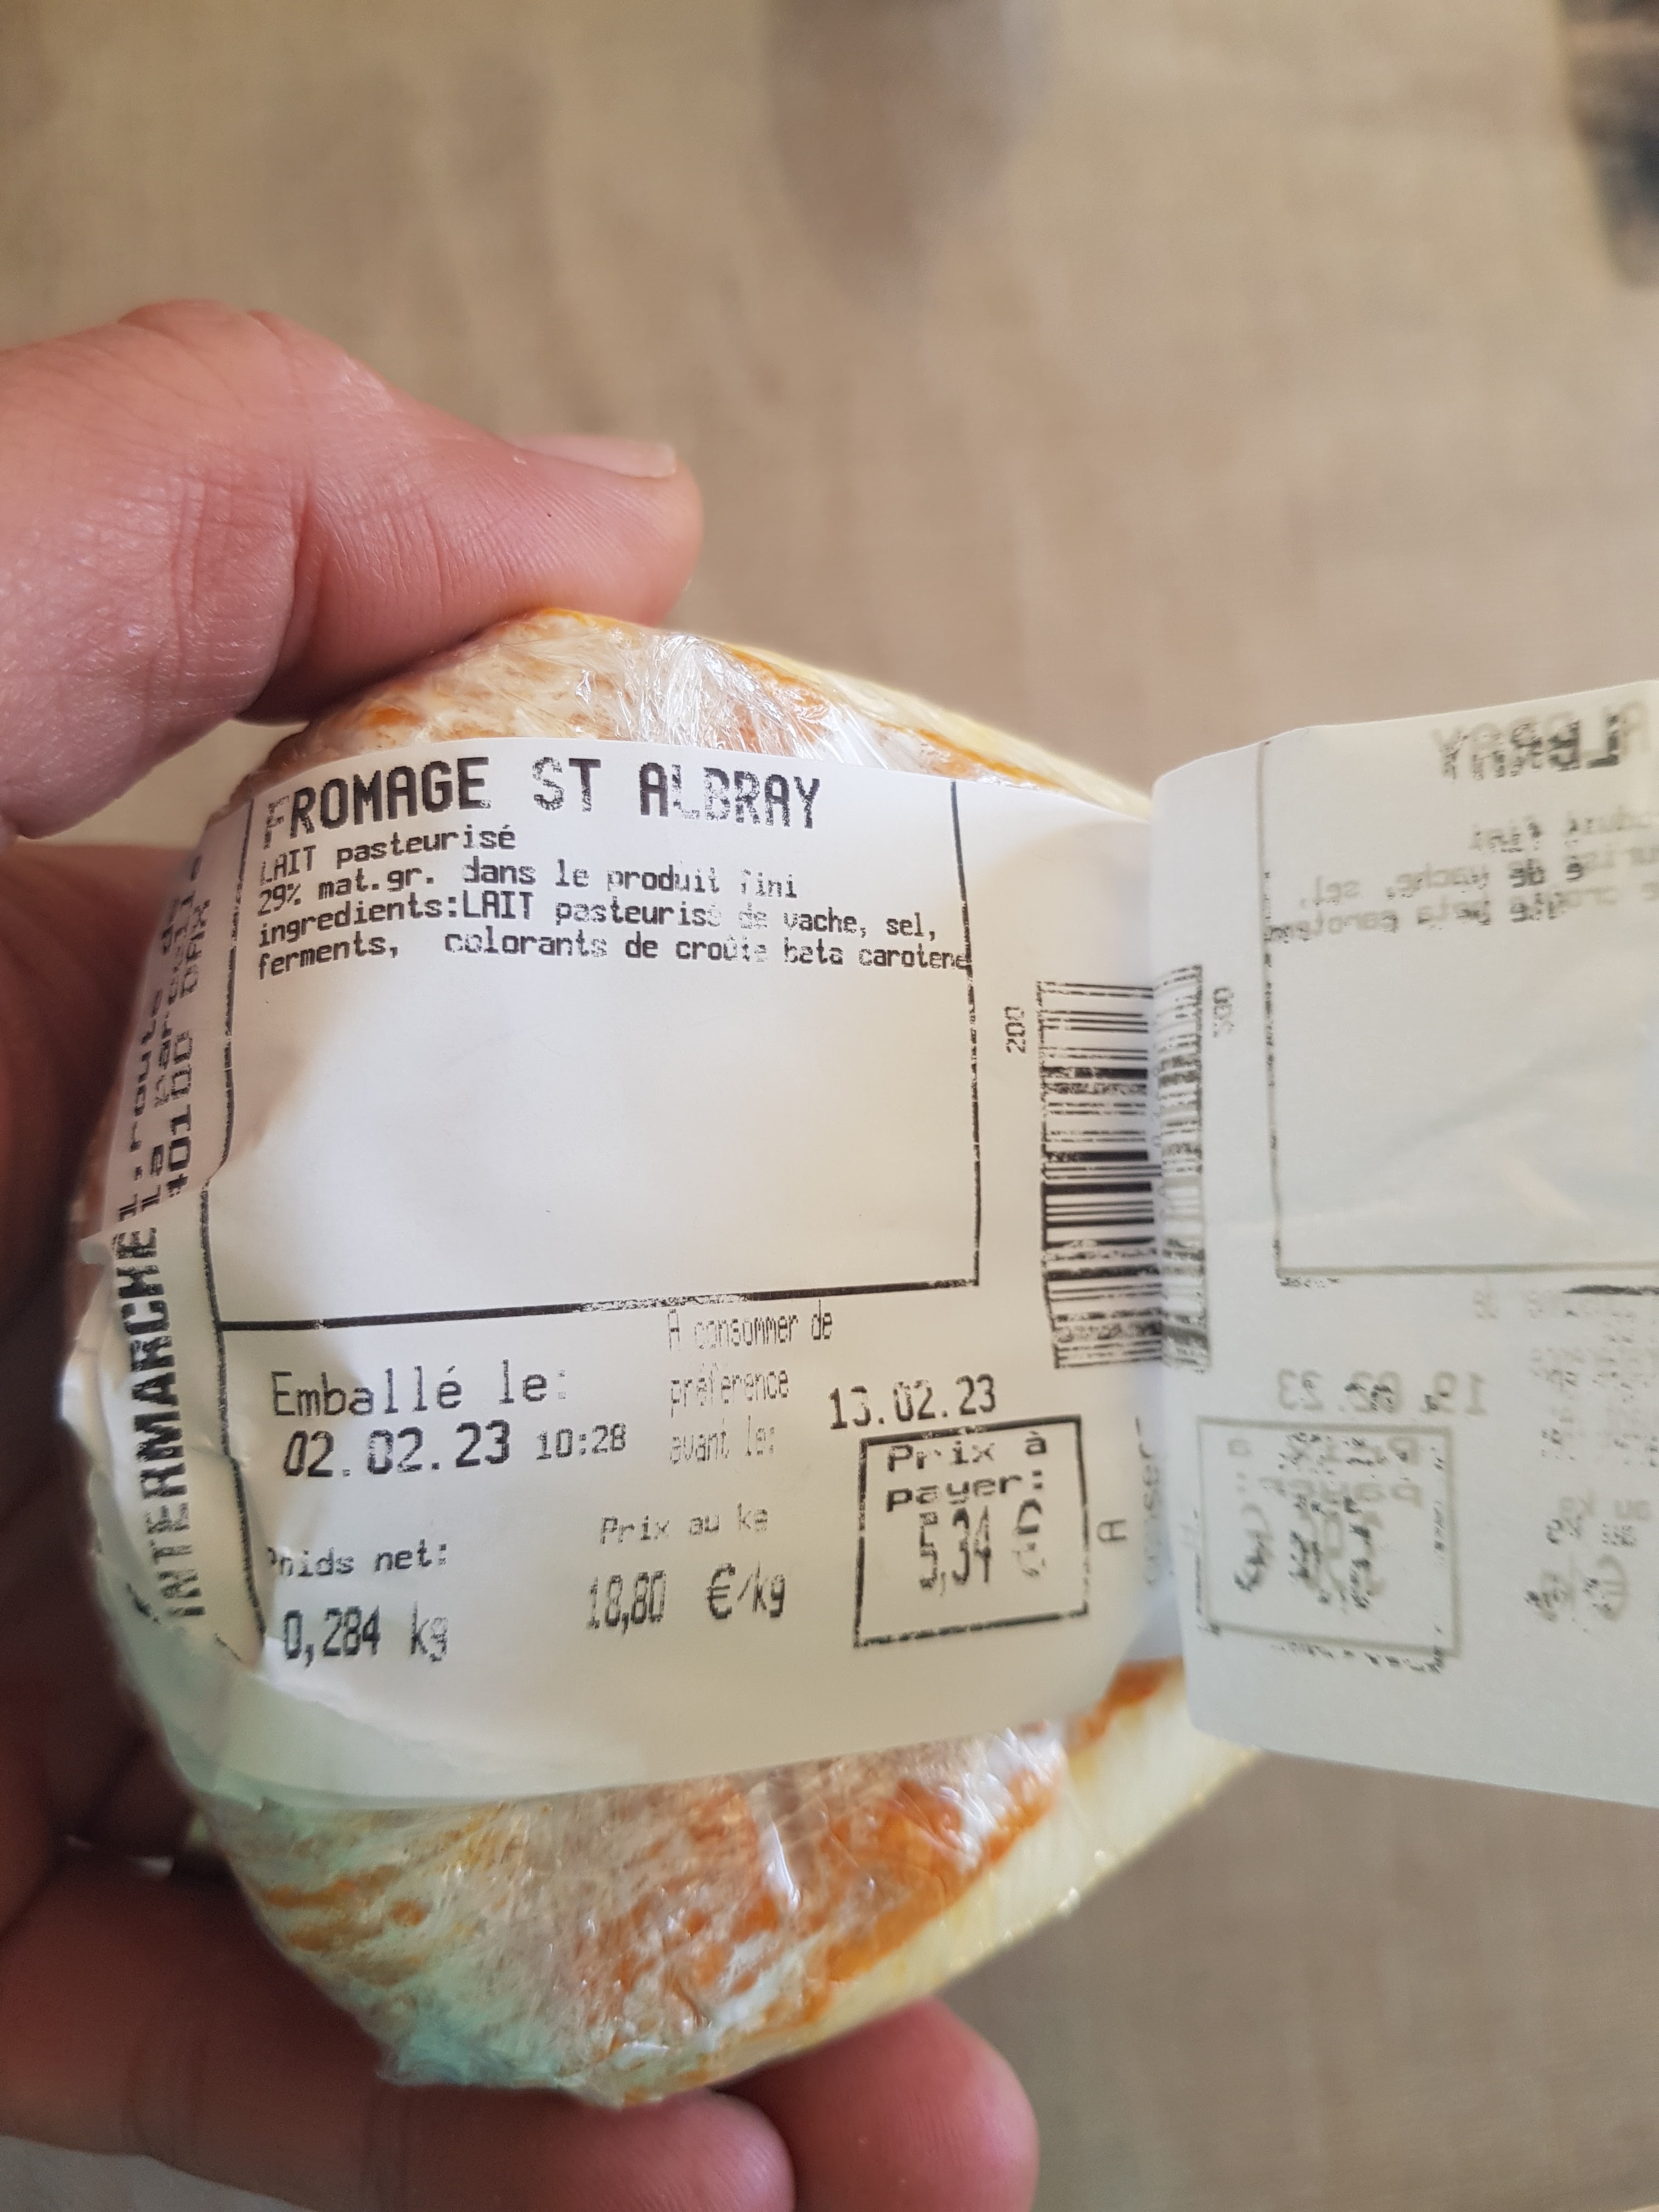 FROMAGE ST ALBRAY
LAIT pasteurisé
29% mat.gr. dans le produit fini
ingredients:LAIT pasteurisé de vache, sel,
ferments, colorants de croûte beta carotene
200
INTERMARCHE
40100 DAX
A consommer de
préférence
avant le:
13.02.23
Emballé le:
02.02.23 10:28
Poids net:
0,284 kg
Prix au kg
18,80 €/kg
Prix à
payer:
5,34 €
A